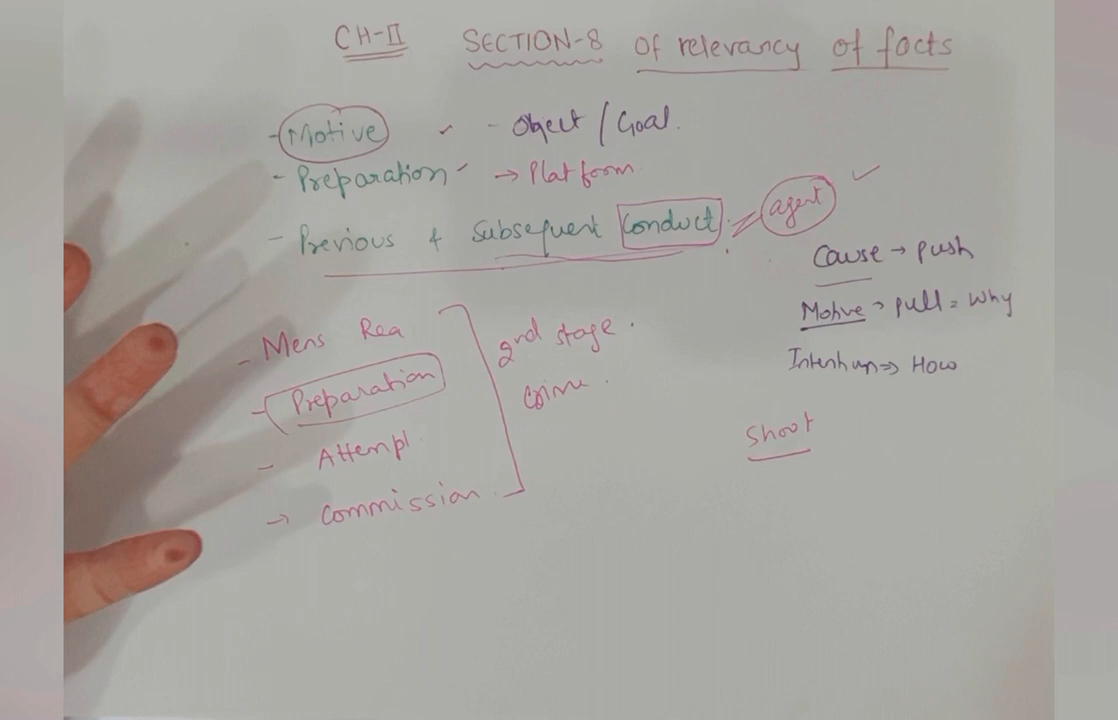 CH-II SECTION-8 of relevancy of facts
- Motive ✓ - Object / Goal.
- Preparation → Platform
- Previous & Subsequent Conduct. agent ✓
Cause → push
Motive → pull = Why
Intention => How
- Mens Rea
- Preparation
- Attempt
→ Commission
2nd stage.
Crime.
Shoot